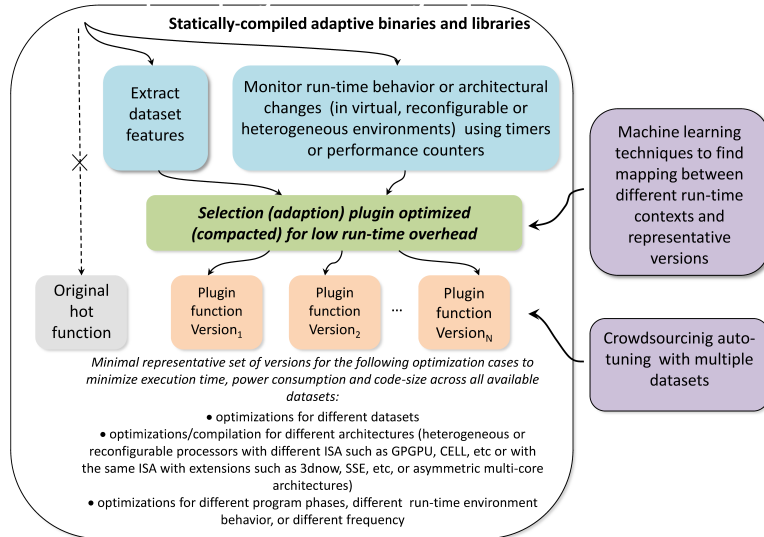 Statically-compiled adaptive binaries and libraries
Extract
dataset
features
Monitor run-time behavior or architectural
changes (in virtual, reconfigurable or
heterogeneous environments) using timers
or performance counters
Machine learning
techniques to find
mapping between
different run-time
contexts and
representative
versions
Selection (adaption) plugin optimized
(compacted) for low run-time overhead
Original
hot
function
Plugin
function
Version1
Plugin
function
Version2
...
Plugin
function
VersionN
Crowdsourcinig auto-
tuning with multiple
datasets
Minimal representative set of versions for the following optimization cases to
minimize execution time, power consumption and code-size across all available
datasets:
• optimizations for different datasets
• optimizations/compilation for different architectures (heterogeneous or
reconfigurable processors with different ISA such as GPGPU, CELL, etc or with
the same ISA with extensions such as 3dnow, SSE, etc, or asymmetric multi-core
architectures)
• optimizations for different program phases, different run-time environment
behavior, or different frequency